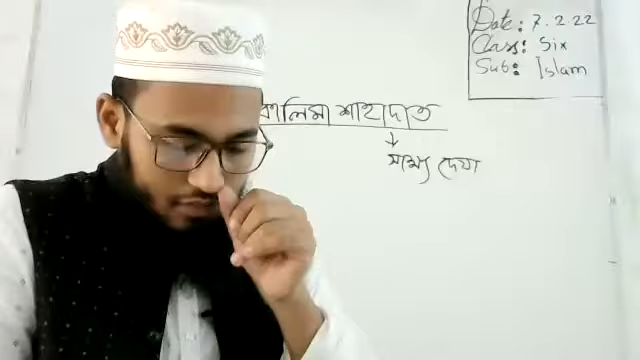 Date: 7.2.22
Class: Six
Sub: Islam
কালিমা শাহাদাত
সাক্ষ্য দেয়া